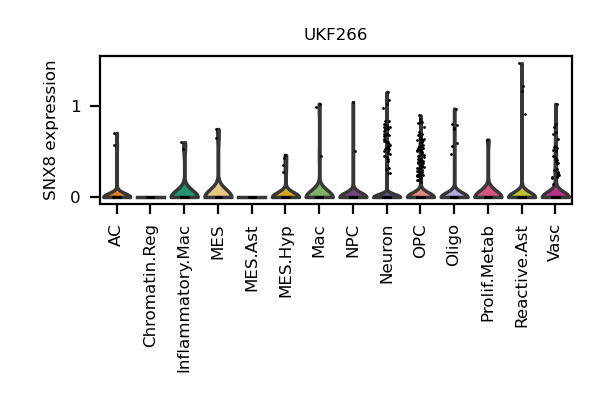 UKF266
SNX8 expression
1
0
AC
Chromatin.Reg
Inflammatory.Mac
MES
MES.Ast
MES.Hyp
Mac
NPC
Neuron
OPC
Oligo
Prolif.Metab
Reactive.Ast
Vasc